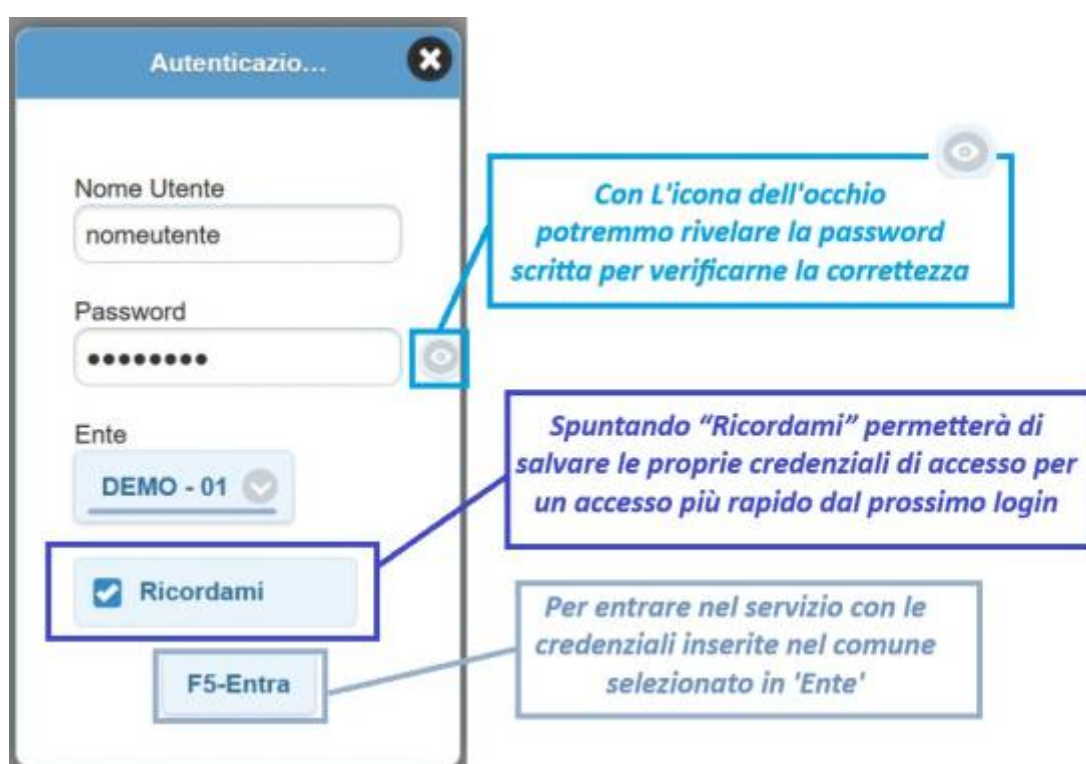 Autenticazio...
Nome Utente
nomeutente
Con L'icona dell'occhio
potremmo rivelare la password
scritta per verificarne la correttezza
Password
••••••••
Ente
DEMO - 01
Spuntando “Ricordami” permetterà di
salvare le proprie credenziali di accesso per
un accesso più rapido dal prossimo login
Ricordami
Per entrare nel servizio con le
credenziali inserite nel comune
selezionato in 'Ente'
F5-Entra